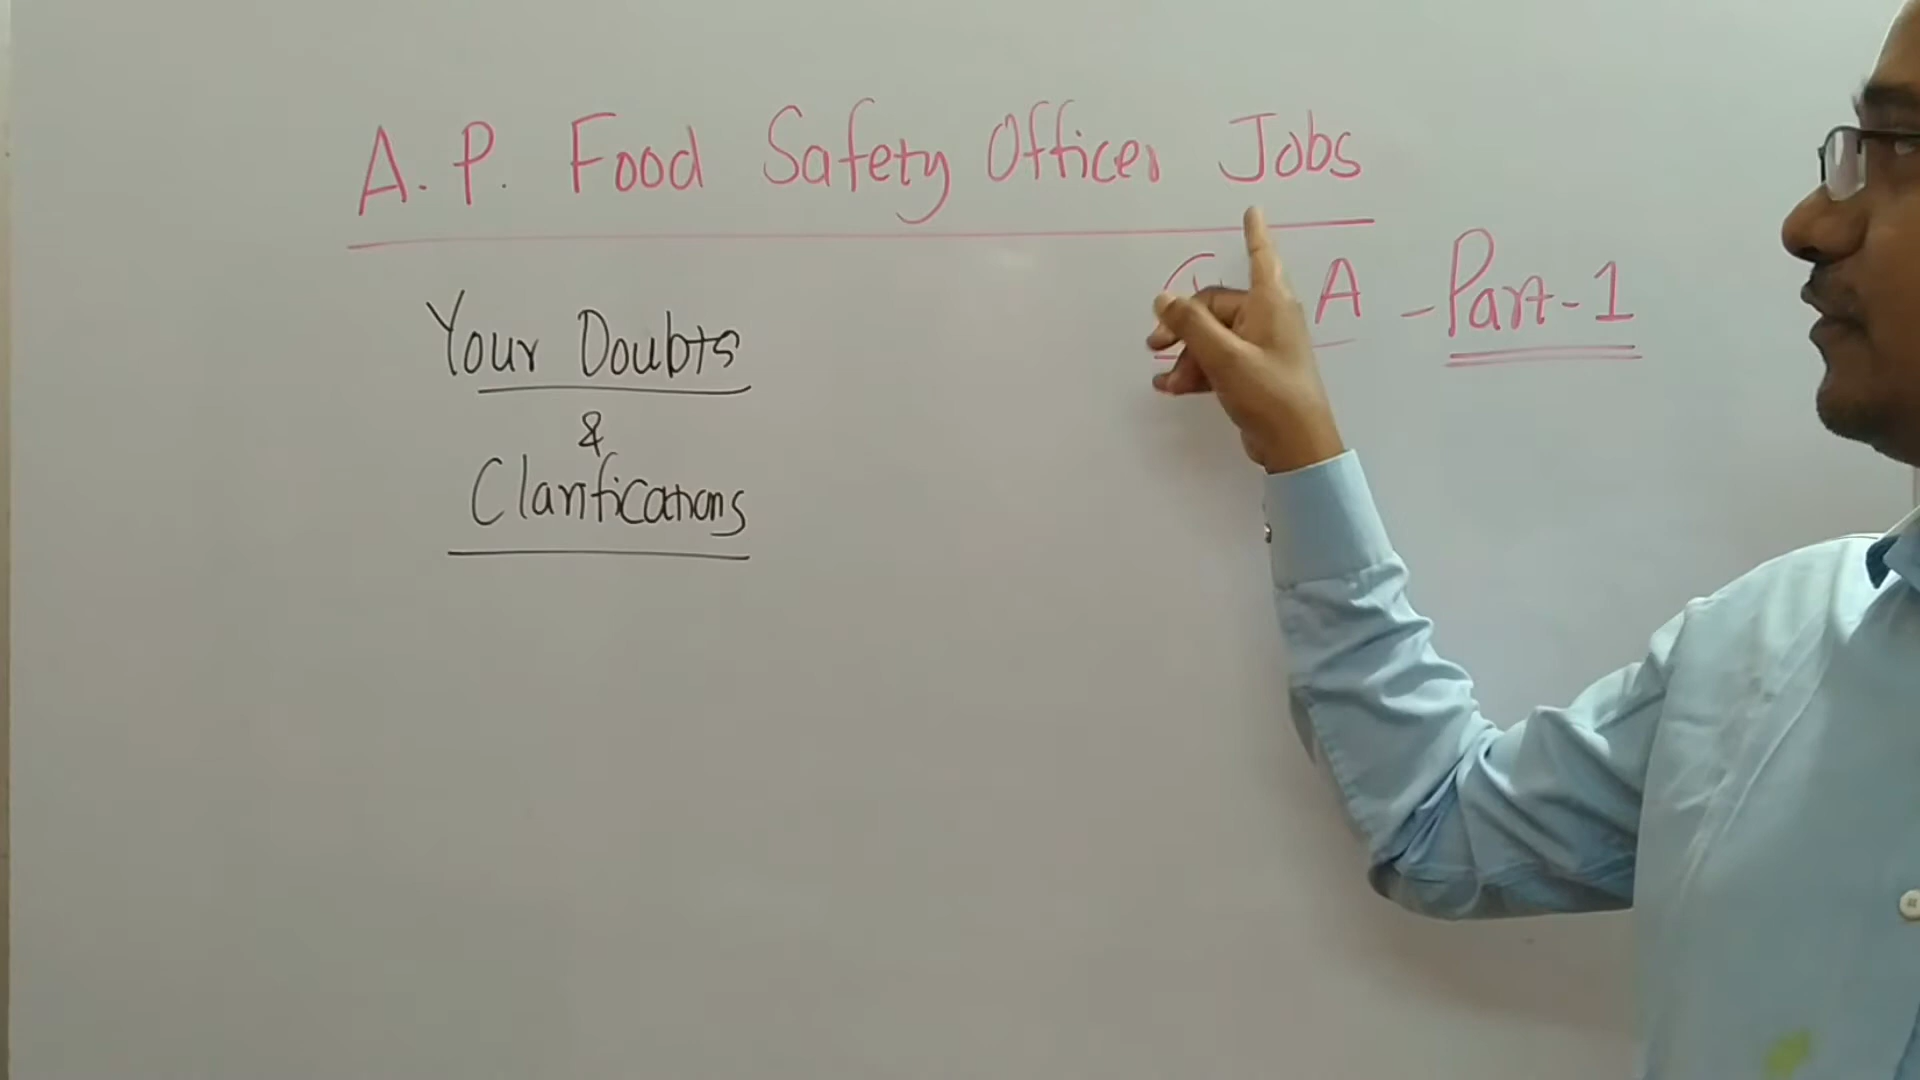 A. P. Food Safety Officer Jobs
A - Part - 1
Your Doubts
&
Clarifications